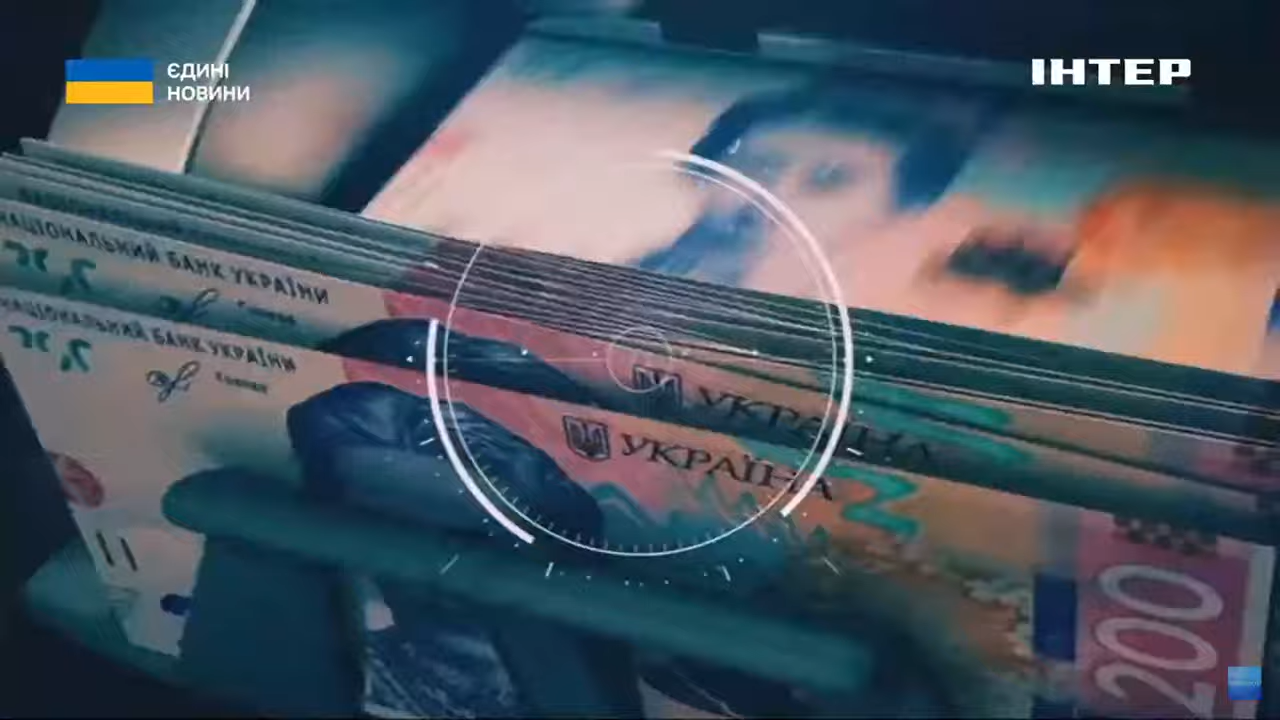 ЄДИНІ
НОВИНИ
ІНТЕР
НАЦІОНАЛЬНИЙ БАНК УКРАЇНИ
НАЦІОНАЛЬНИЙ БАНК УКРАЇНИ
УКРАЇНА
УКРАЇНА
200